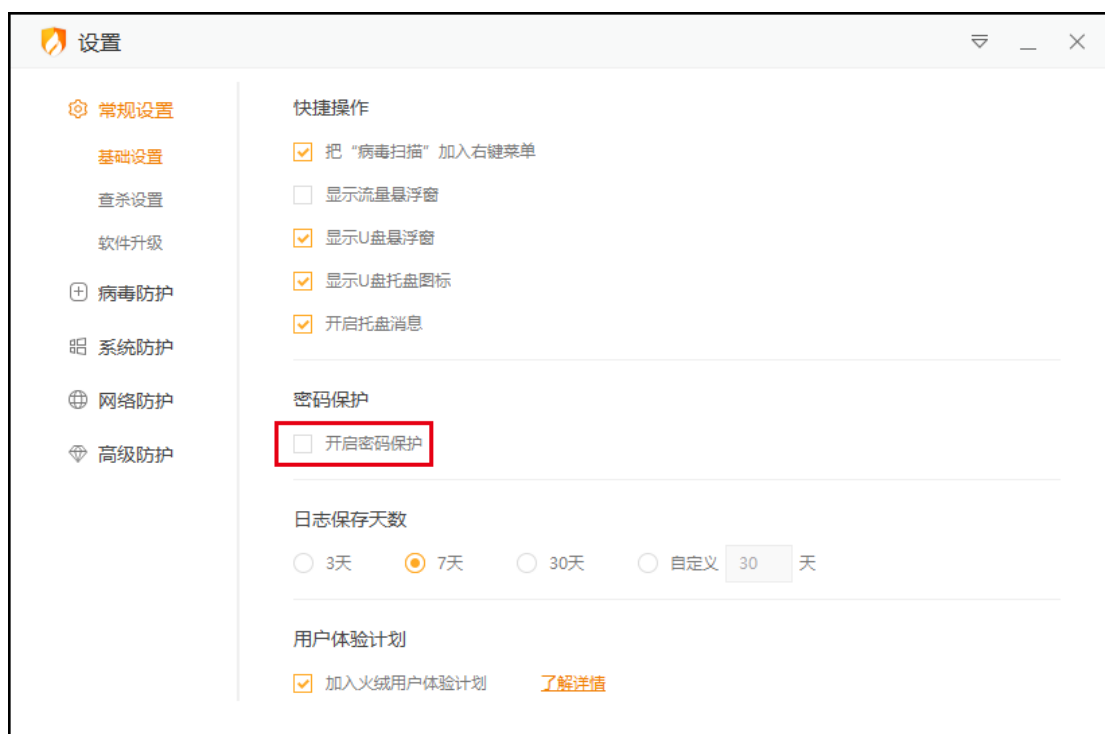 设置
常规设置
基础设置
查杀设置
软件升级
病毒防护
系统防护
网络防护
高级防护
快捷操作
把“病毒扫描”加入右键菜单
显示流量悬浮窗
显示U盘悬浮窗
显示U盘托盘图标
开启托盘消息
密码保护
开启密码保护
日志保存天数
3天 7天 30天 自定义 30 天
用户体验计划
加入火绒用户体验计划 了解详情